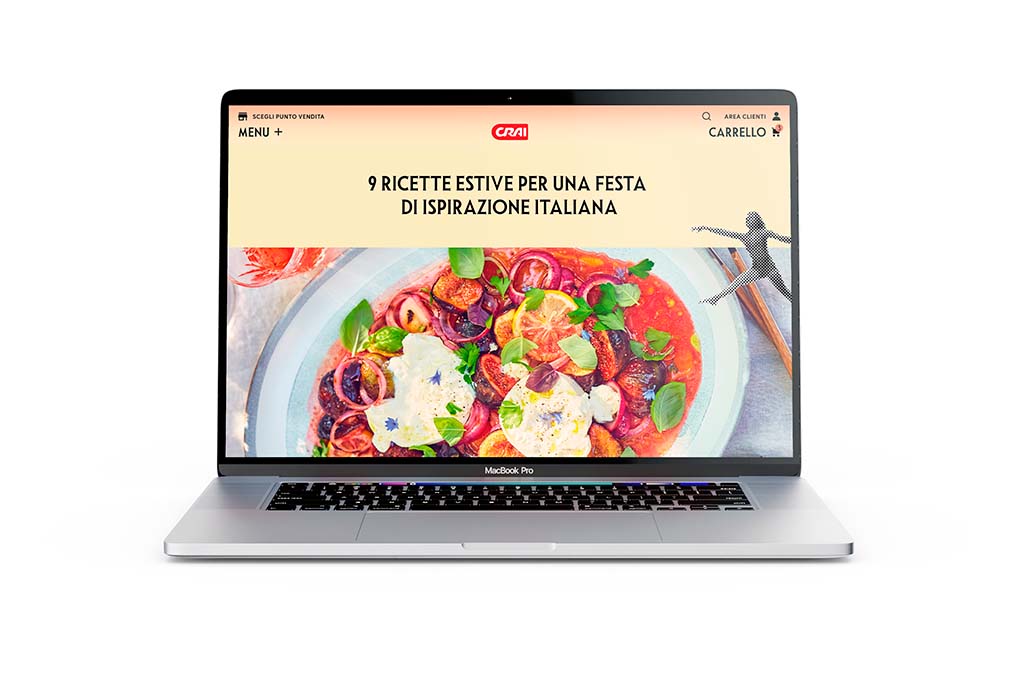 SCEGLI PUNTO VENDITA
AREA CLIENTI
MENU +
CRAI
CARRELLO
9 RICETTE ESTIVE PER UNA FESTA
DI ISPIRAZIONE ITALIANA
MacBook Pro